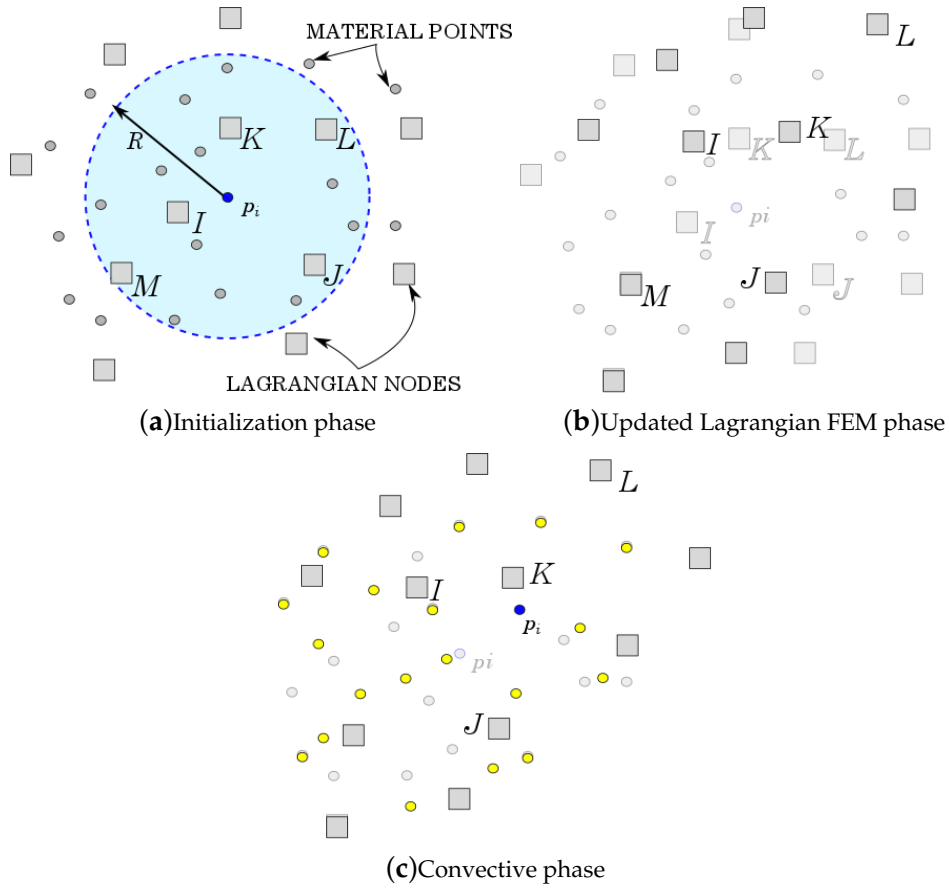 MATERIAL POINTS
K
L
R
p_i
I
J
M
LAGRANGIAN NODES
(a)Initialization phase
L
I
K
K
L
pi
I
M
J
J
(b)Updated Lagrangian FEM phase
L
I
K
p_i
pi
J
(c)Convective phase